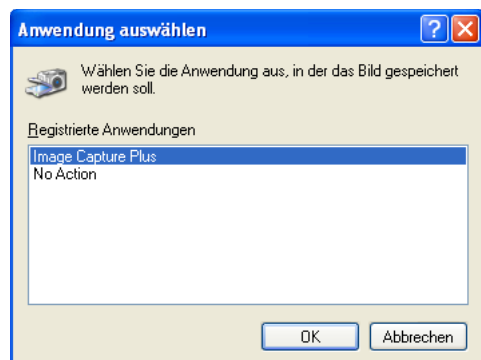 Anwendung auswählen
Wählen Sie die Anwendung aus, in der das Bild gespeichert
werden soll.
Registrierte Anwendungen
Image Capture Plus
No Action
OK
Abbrechen